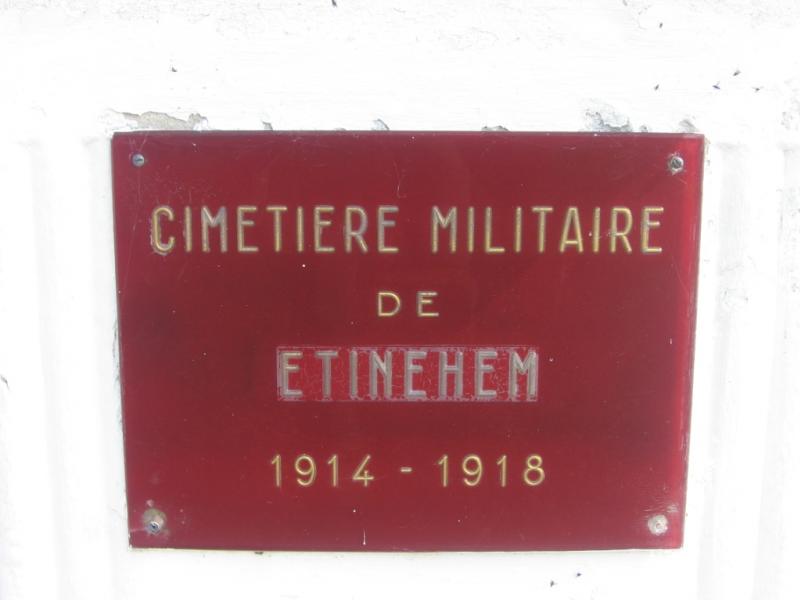 CIMETIERE MILITAIRE
DE
ETINEHEM
1914 - 1918